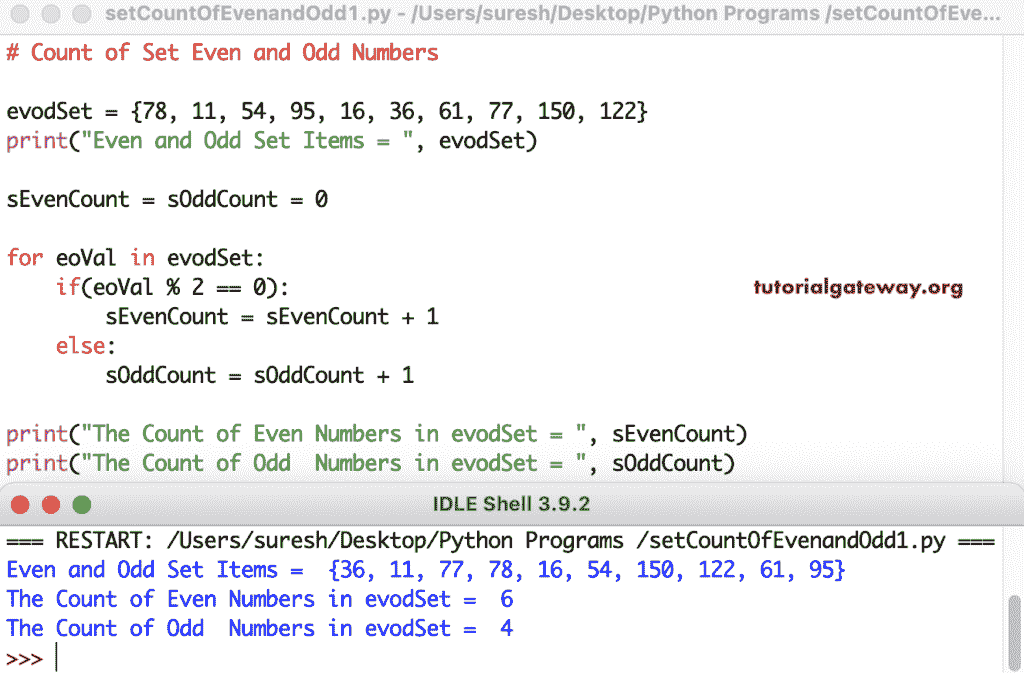 setCountOfEvenandOdd1.py - /Users/suresh/Desktop/Python Programs /setCountOfEve...
# Count of Set Even and Odd Numbers
evodSet = {78, 11, 54, 95, 16, 36, 61, 77, 150, 122}
print("Even and Odd Set Items = ", evodSet)
sEvenCount = sOddCount = 0
for eoVal in evodSet:
    if(eoVal % 2 == 0):
        sEvenCount = sEvenCount + 1
    else:
        sOddCount = sOddCount + 1
tutorialgateway.org
print("The Count of Even Numbers in evodSet = ", sEvenCount)
print("The Count of Odd  Numbers in evodSet = ", sOddCount)
IDLE Shell 3.9.2
=== RESTART: /Users/suresh/Desktop/Python Programs /setCountOfEvenandOdd1.py ===
Even and Odd Set Items =  {36, 11, 77, 78, 16, 54, 150, 122, 61, 95}
The Count of Even Numbers in evodSet =  6
The Count of Odd  Numbers in evodSet =  4
>>>